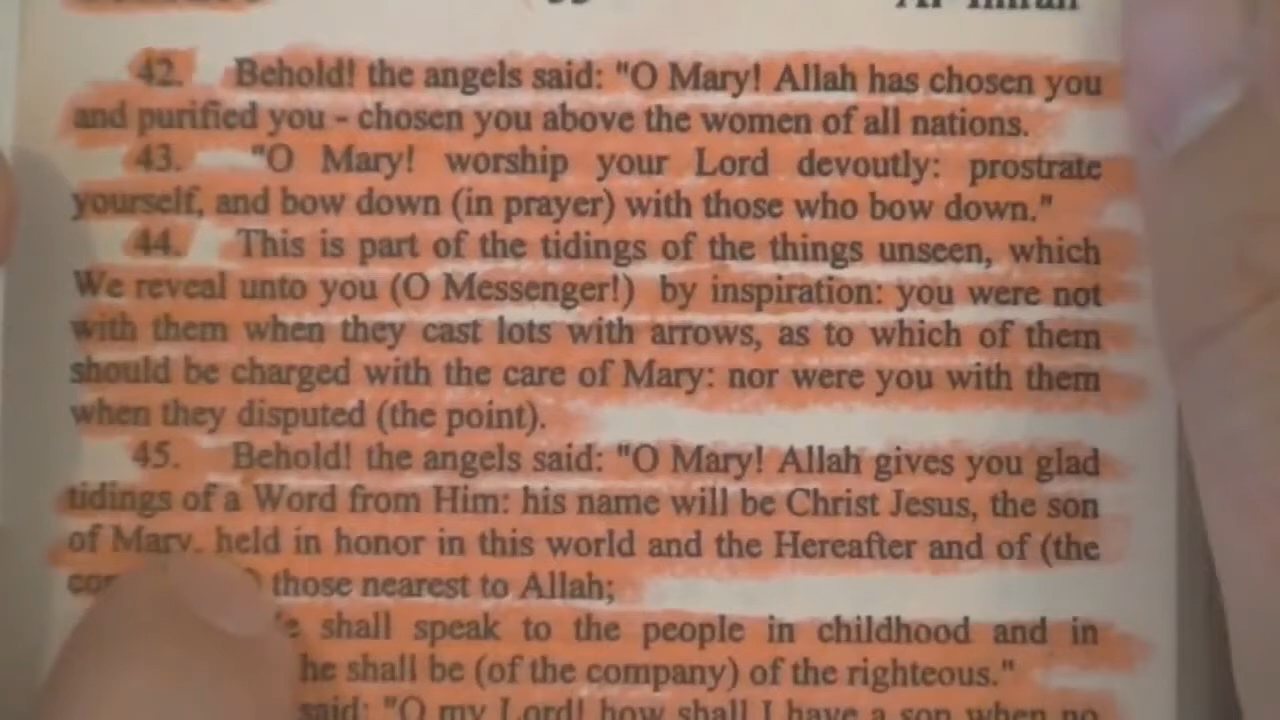 42. Behold! the angels said: "O Mary! Allah has chosen you
and purified you - chosen you above the women of all nations.
43. "O Mary! worship your Lord devoutly: prostrate
yourself, and bow down (in prayer) with those who bow down."
44. This is part of the tidings of the things unseen, which
We reveal unto you (O Messenger!) by inspiration: you were not
with them when they cast lots with arrows, as to which of them
should be charged with the care of Mary: nor were you with them
when they disputed (the point).
45. Behold! the angels said: "O Mary! Allah gives you glad
tidings of a Word from Him: his name will be Christ Jesus, the son
of Mary, held in honor in this world and the Hereafter and of (the
those nearest to Allah;
shall speak to the people in childhood and in
he shall be (of the company) of the righteous."
said: "O my Lord! how shall I have a son when no